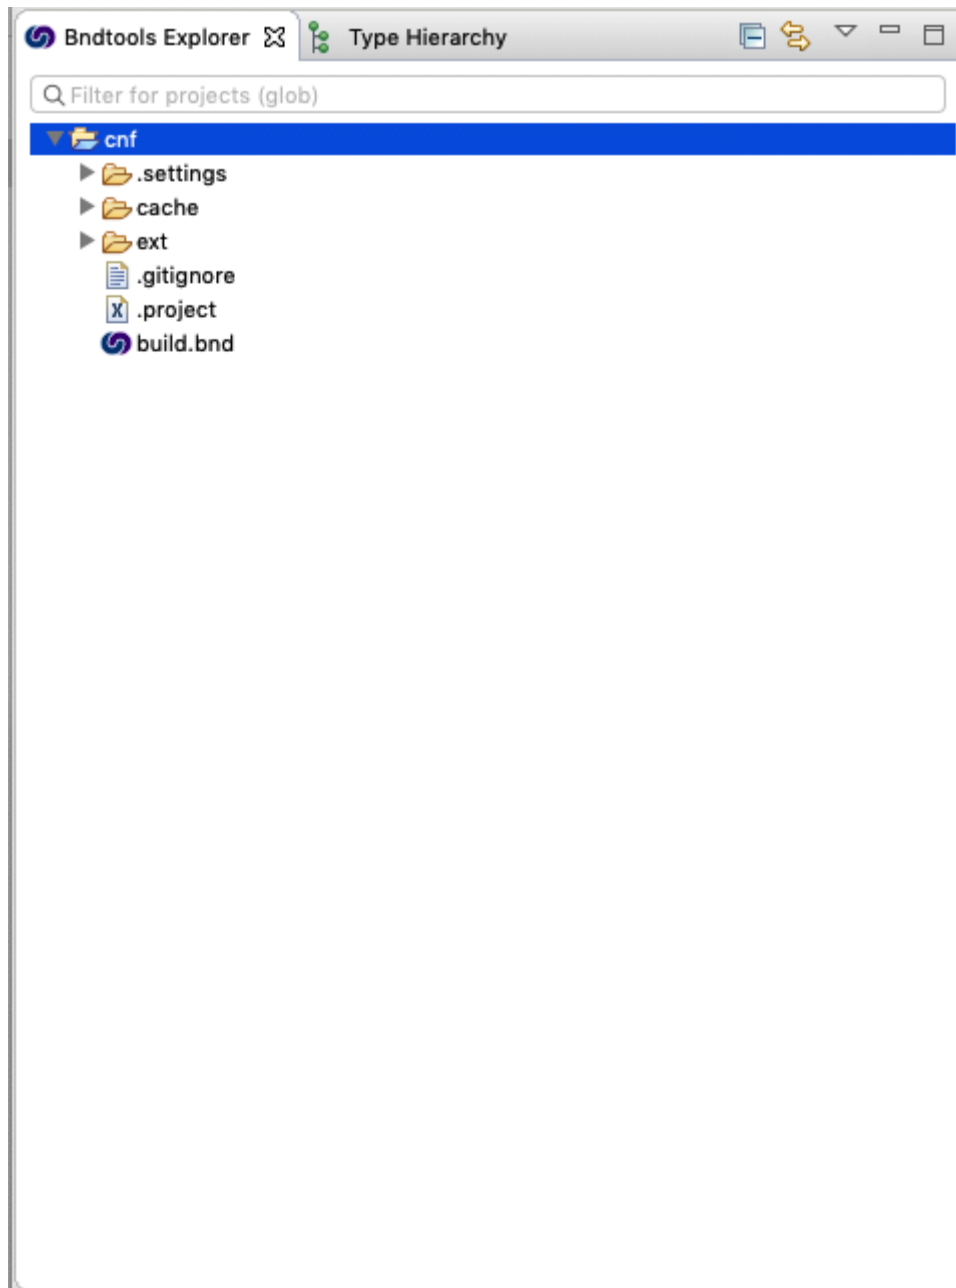 Bndtools Explorer Type Hierarchy
Filter for projects (glob)
cnf
.settings
cache
ext
.gitignore
.project
build.bnd